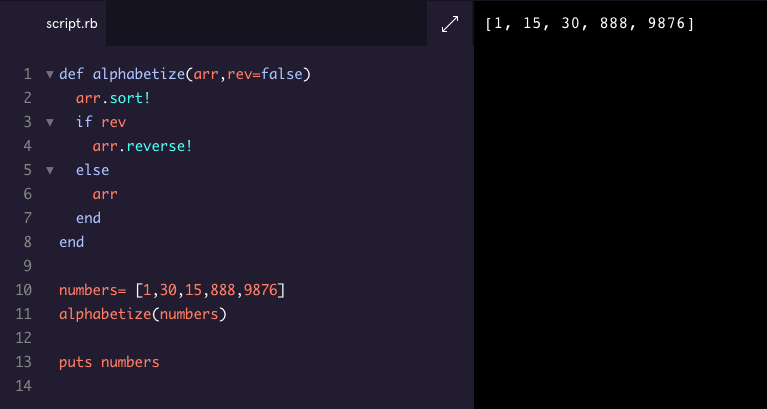 script.rb
[1, 15, 30, 888, 9876]
1 def alphabetize(arr,rev=false)
2   arr.sort!
3   if rev
4     arr.reverse!
5   else
6     arr
7   end
8 end
9
10 numbers= [1,30,15,888,9876]
11 alphabetize(numbers)
12
13 puts numbers
14